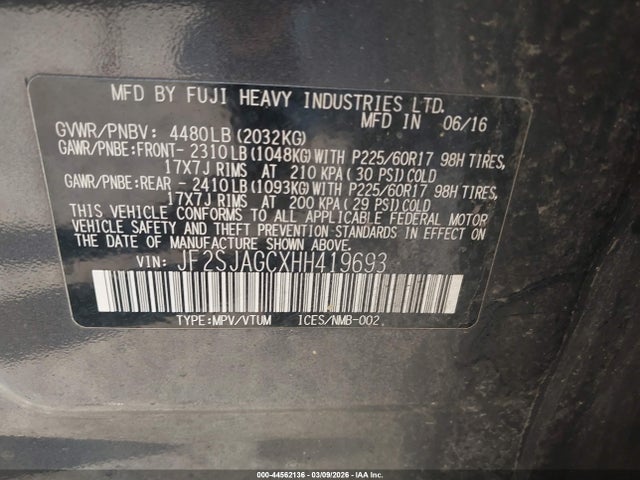 MFD BY FUJI HEAVY INDUSTRIES LTD.
MFD IN 06/16
GVWR/PNBV: 4480LB(2032KG)
GAWR/PNBE:FRONT- 2310LB(1048KG)WITH P225/60R17 98H TIRES,
17X7J RIMS AT 210 KPA(30 PSI)COLD
GAWR/PNBE:REAR - 2410LB(1093KG)WITH P225/60R17 98H TIRES,
17X7J RIMS AT 200 KPA(29 PSI)COLD
THIS VEHICLE CONFORMS TO ALL APPLICABLE FEDERAL MOTOR
VEHICLE SAFETY AND THEFT PREVENTION STANDARDS IN EFFECT
ON THE DATE OF MANUFACTURE SHOWN ABOVE.
VIN: JF2SJAGCXHH419693
TYPE:MPV/VTUM ICES/NMB-002
000-44562136 - 03/09/2026 - IAA Copart